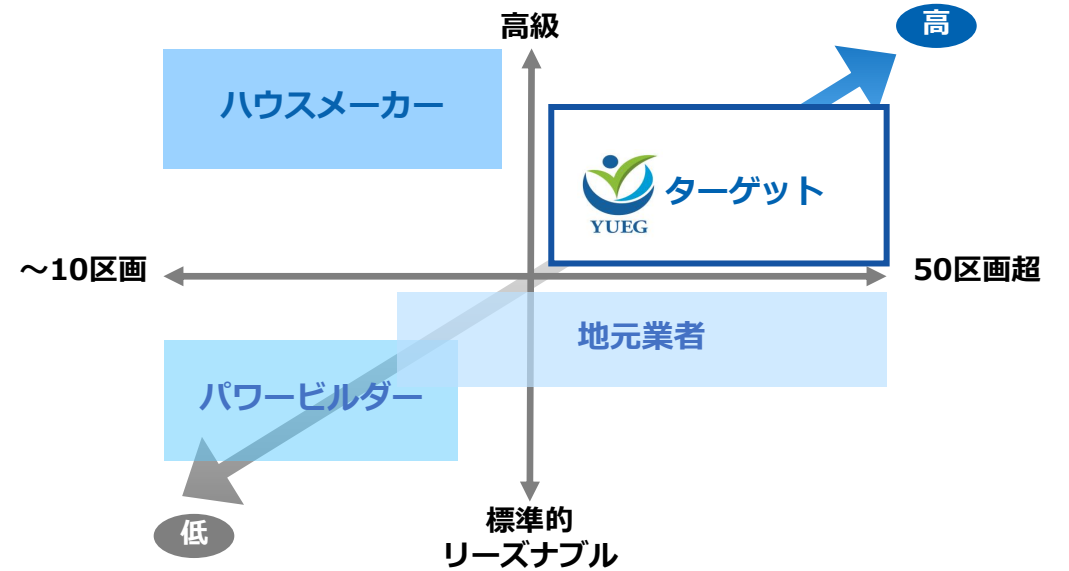 高級
高
ハウスメーカー
YUEG
ターゲット
～10区画
50区画超
地元業者
パワービルダー
低
標準的
リーズナブル